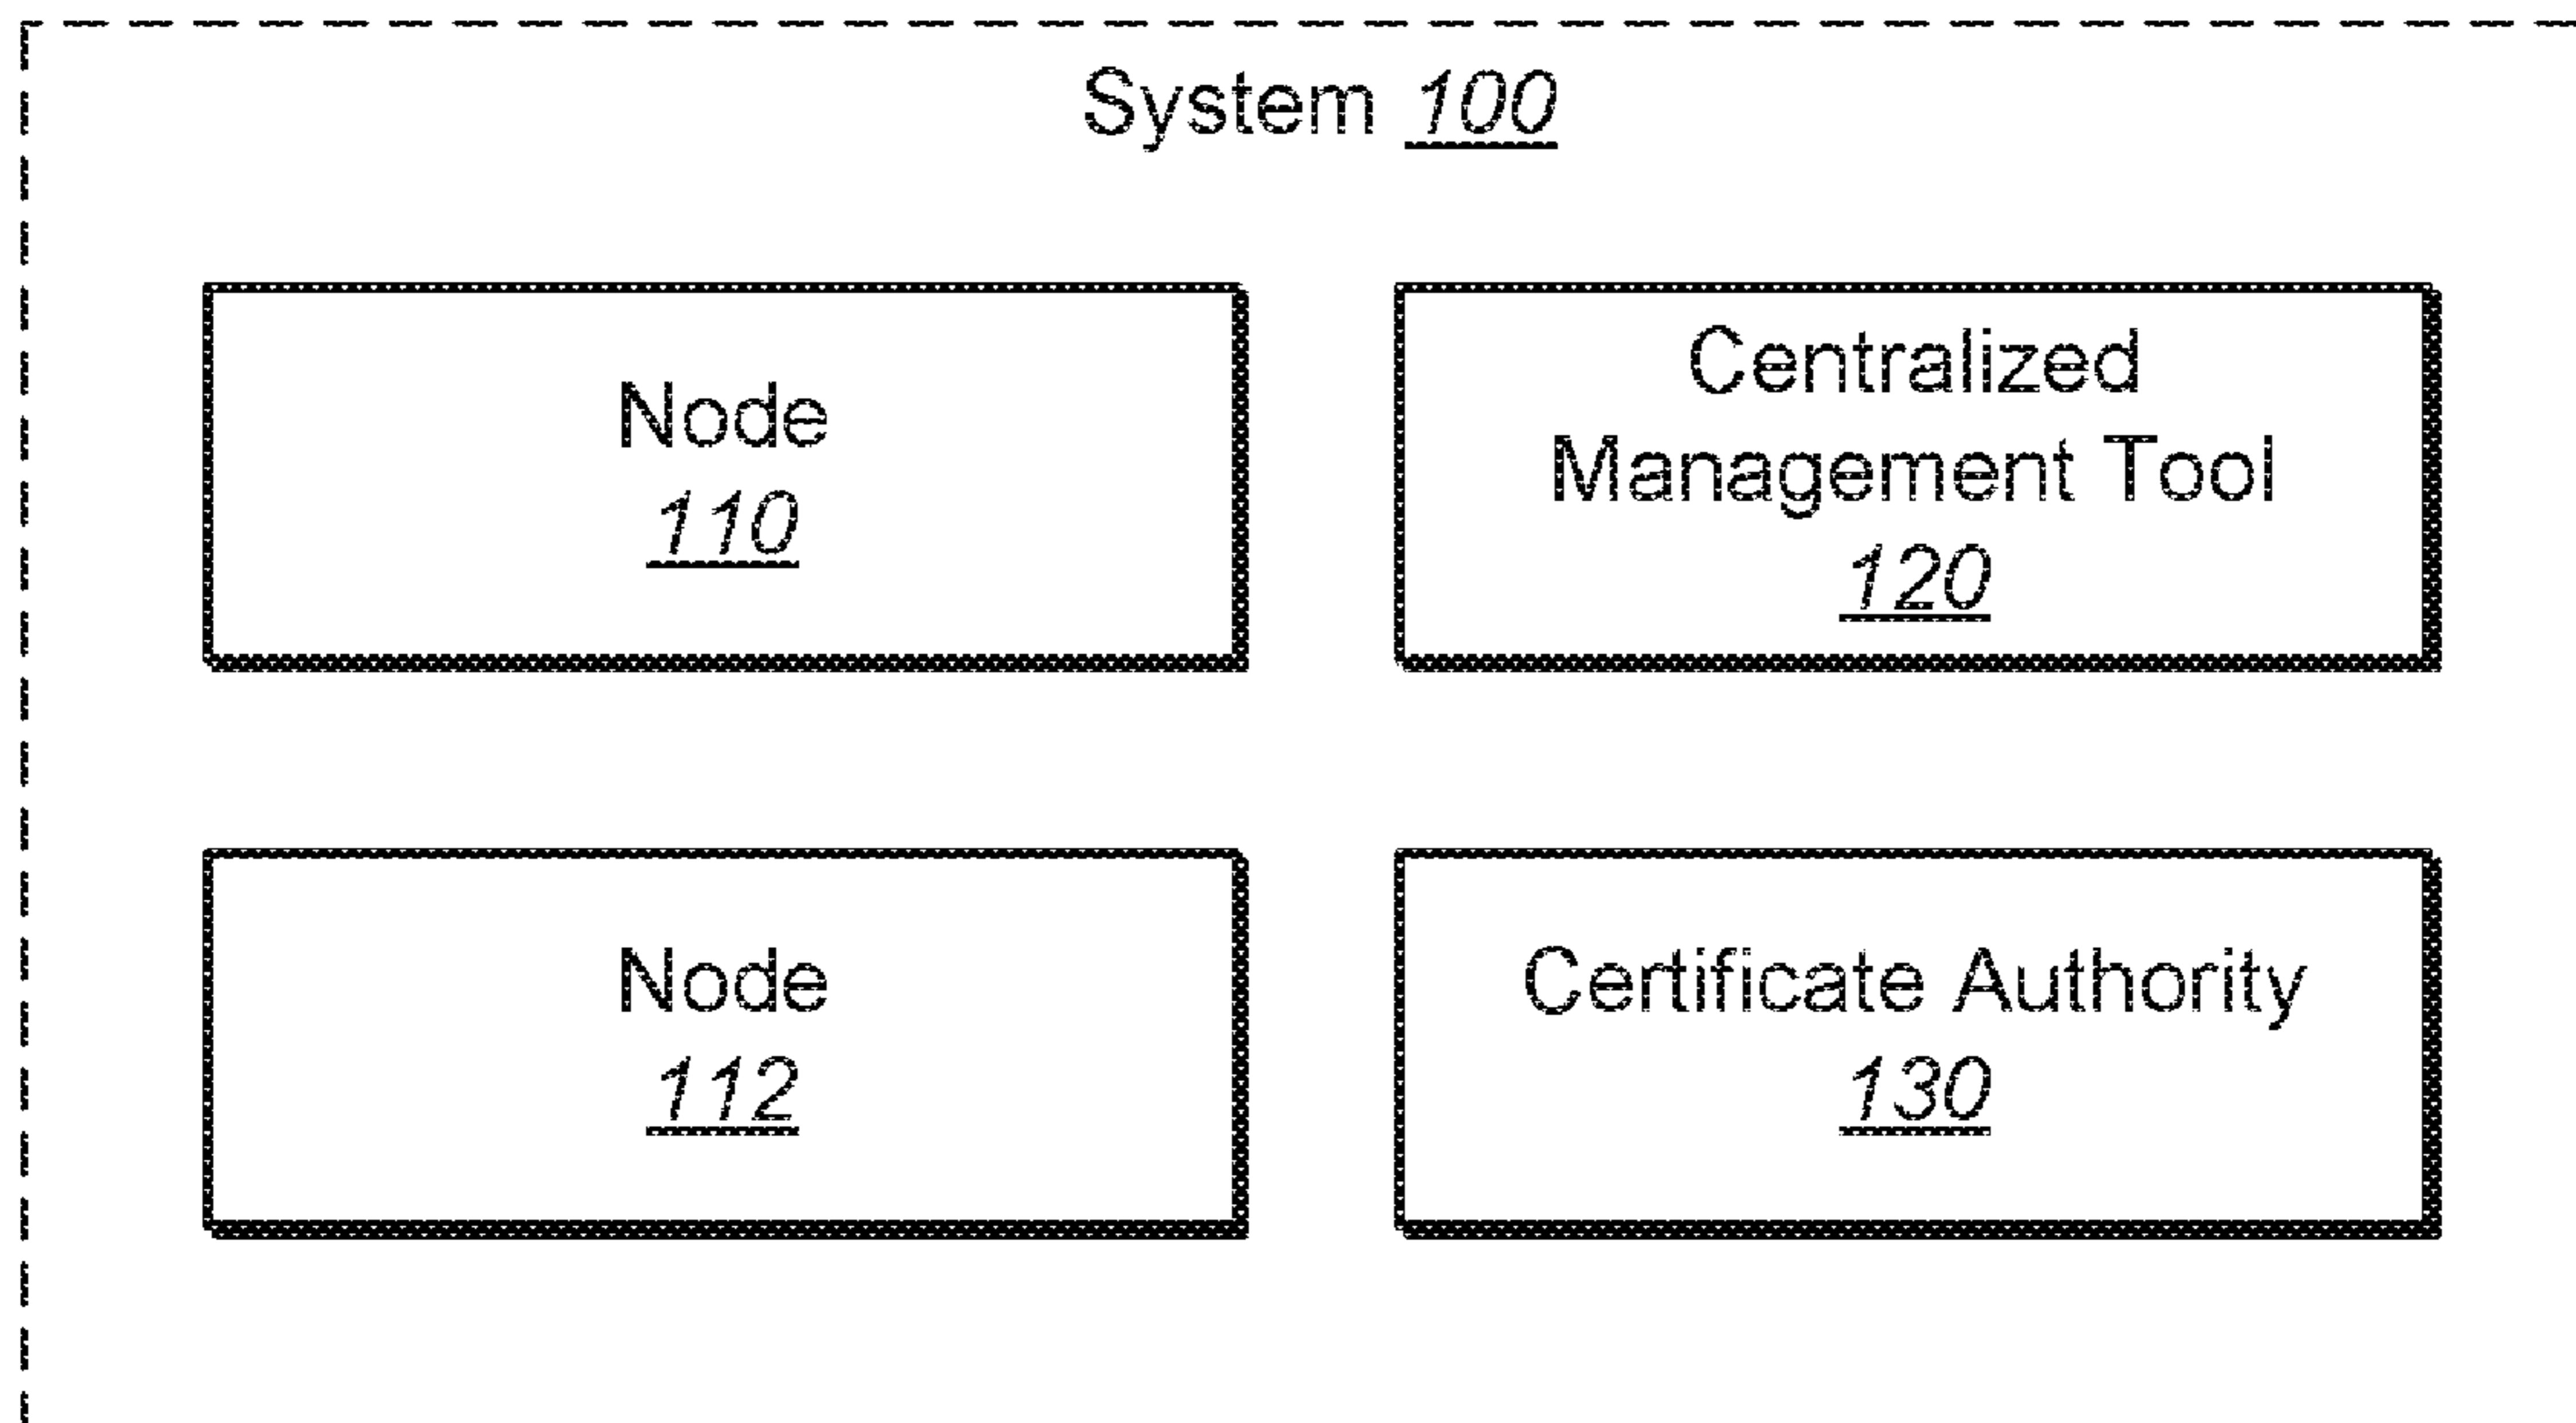 System 100
Node
110
Centralized
Management Tool
120
Node
112
Certificate Authority
130